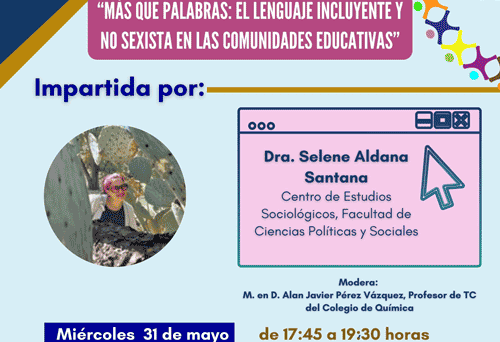 “MÁS QUE PALABRAS: EL LENGUAJE INCLUYENTE Y
NO SEXISTA EN LAS COMUNIDADES EDUCATIVAS”
Impartida por:
Dra. Selene Aldana
Santana
Centro de Estudios
Sociológicos, Facultad de
Ciencias Políticas y Sociales
Modera:
M. en D. Alan Javier Pérez Vázquez, Profesor de TC
del Colegio de Química
Miércoles 31 de mayo
de 17:45 a 19:30 horas